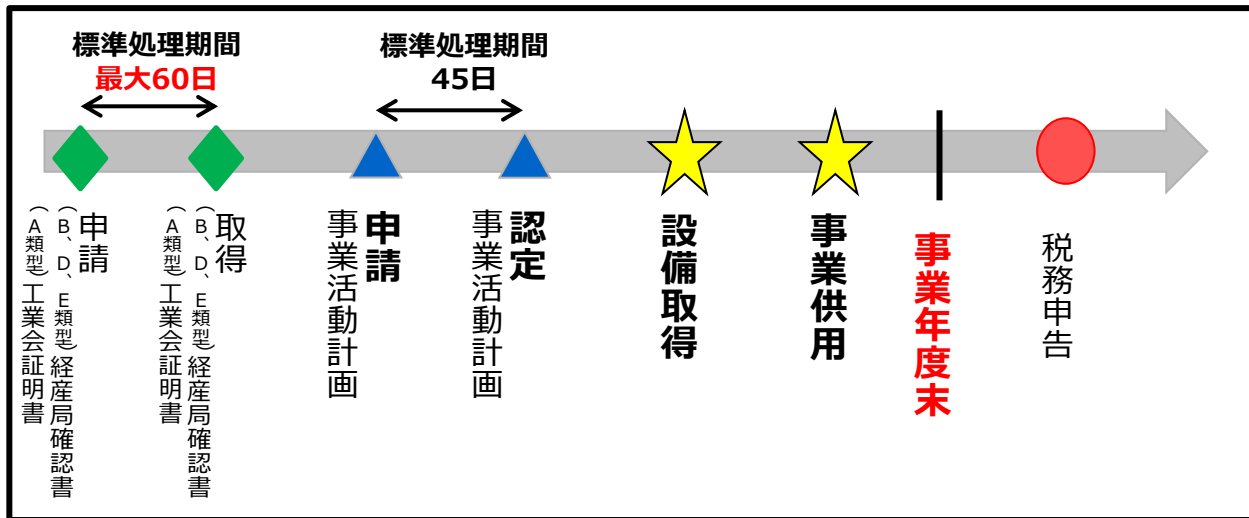 標準処理期間
最大60日
標準処理期間
45日
申請
（B、D、E類型）経産局確認書
（A類型）工業会証明書
取得
（B、D、E類型）経産局確認書
（A類型）工業会証明書
申請
事業活動計画
認定
事業活動計画
設備取得
事業供用
事業年度末
税務申告